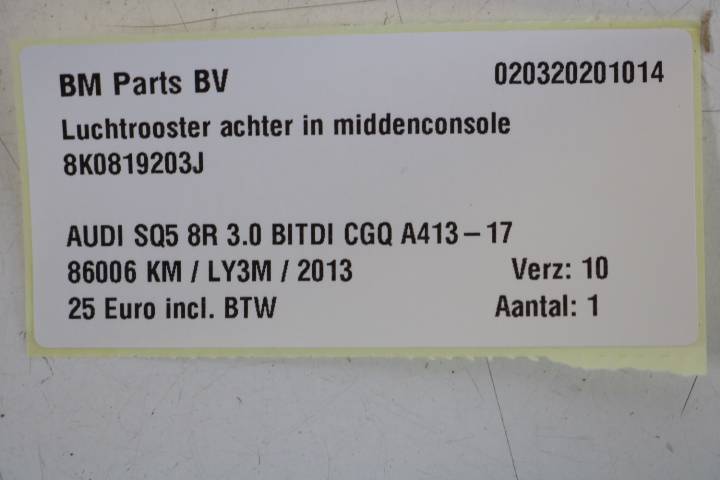 BM Parts BV 020320201014
Luchtrooster achter in middenconsole
8K0819203J
AUDI SQ5 8R 3.0 BITDI CGQ A413-17
86006 KM / LY3M / 2013 Verz: 10
25 Euro incl. BTW Aantal: 1